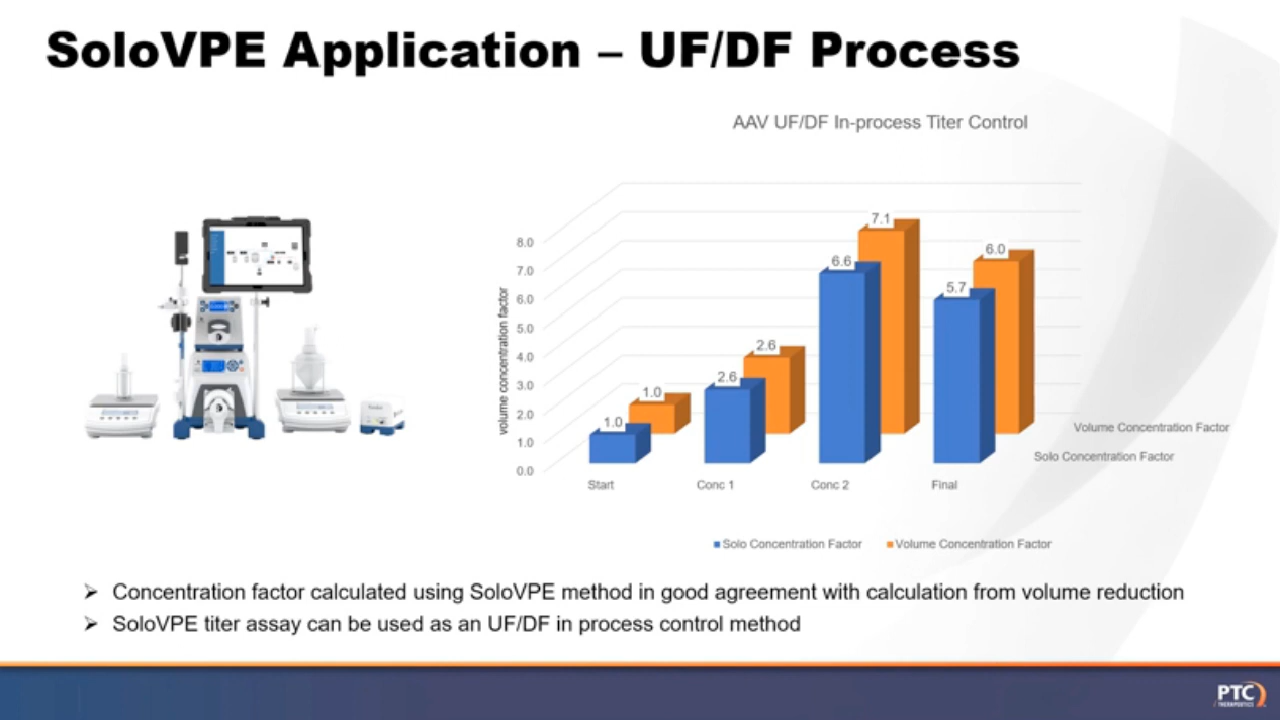 SoloVPE Application – UF/DF Process
AAV UF/DF In-process Titer Control
volume concentration factor
8.0
7.0
6.0
5.0
4.0
3.0
2.0
1.0
0.0
1.0
1.0
2.6
2.6
6.6
7.1
5.7
6.0
Start
Conc 1
Conc 2
Final
Volume Concentration Factor
Solo Concentration Factor
Solo Concentration Factor
Volume Concentration Factor
➢ Concentration factor calculated using SoloVPE method in good agreement with calculation from volume reduction
➢ SoloVPE titer assay can be used as an UF/DF in process control method
PTC
THERAPEUTICS